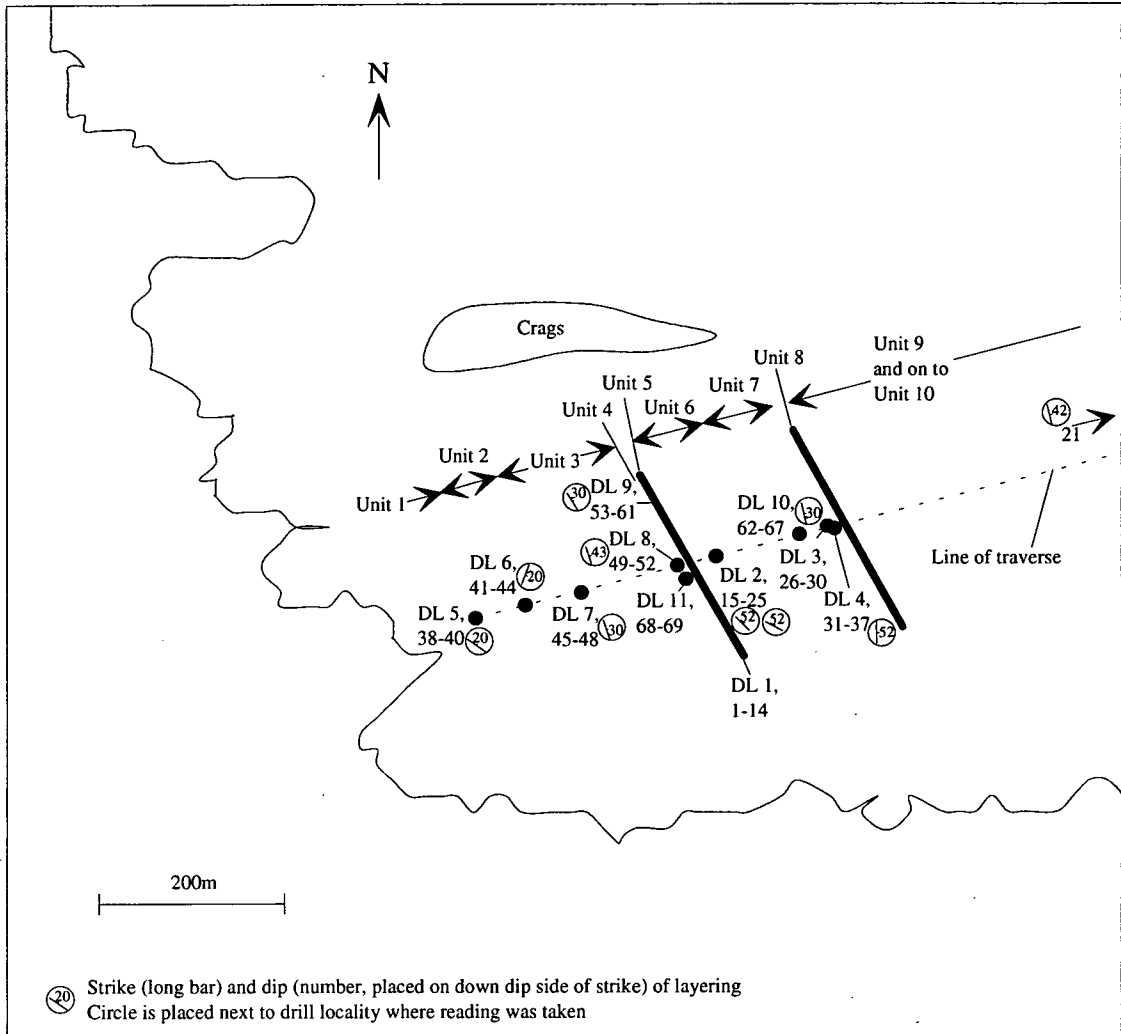 N
Crags
Unit 8
Unit 9
and on to
Unit 10
Unit 5
Unit 7
Unit 4
Unit 6
Unit 2
Unit 3
Unit 1
42
21
30
DL 9,
53-61
DL 10,
62-67
30
DL 6,
41-44
20
43
DL 8,
49-52
DL 3,
26-30
Line of traverse
DL 5,
38-40
20
DL 7,
45-48
30
DL 11,
68-69
DL 2,
15-25
52
52
DL 4,
31-37
52
DL 1,
1-14
200m
20
Strike (long bar) and dip (number, placed on down dip side of strike) of layering
Circle is placed next to drill locality where reading was taken